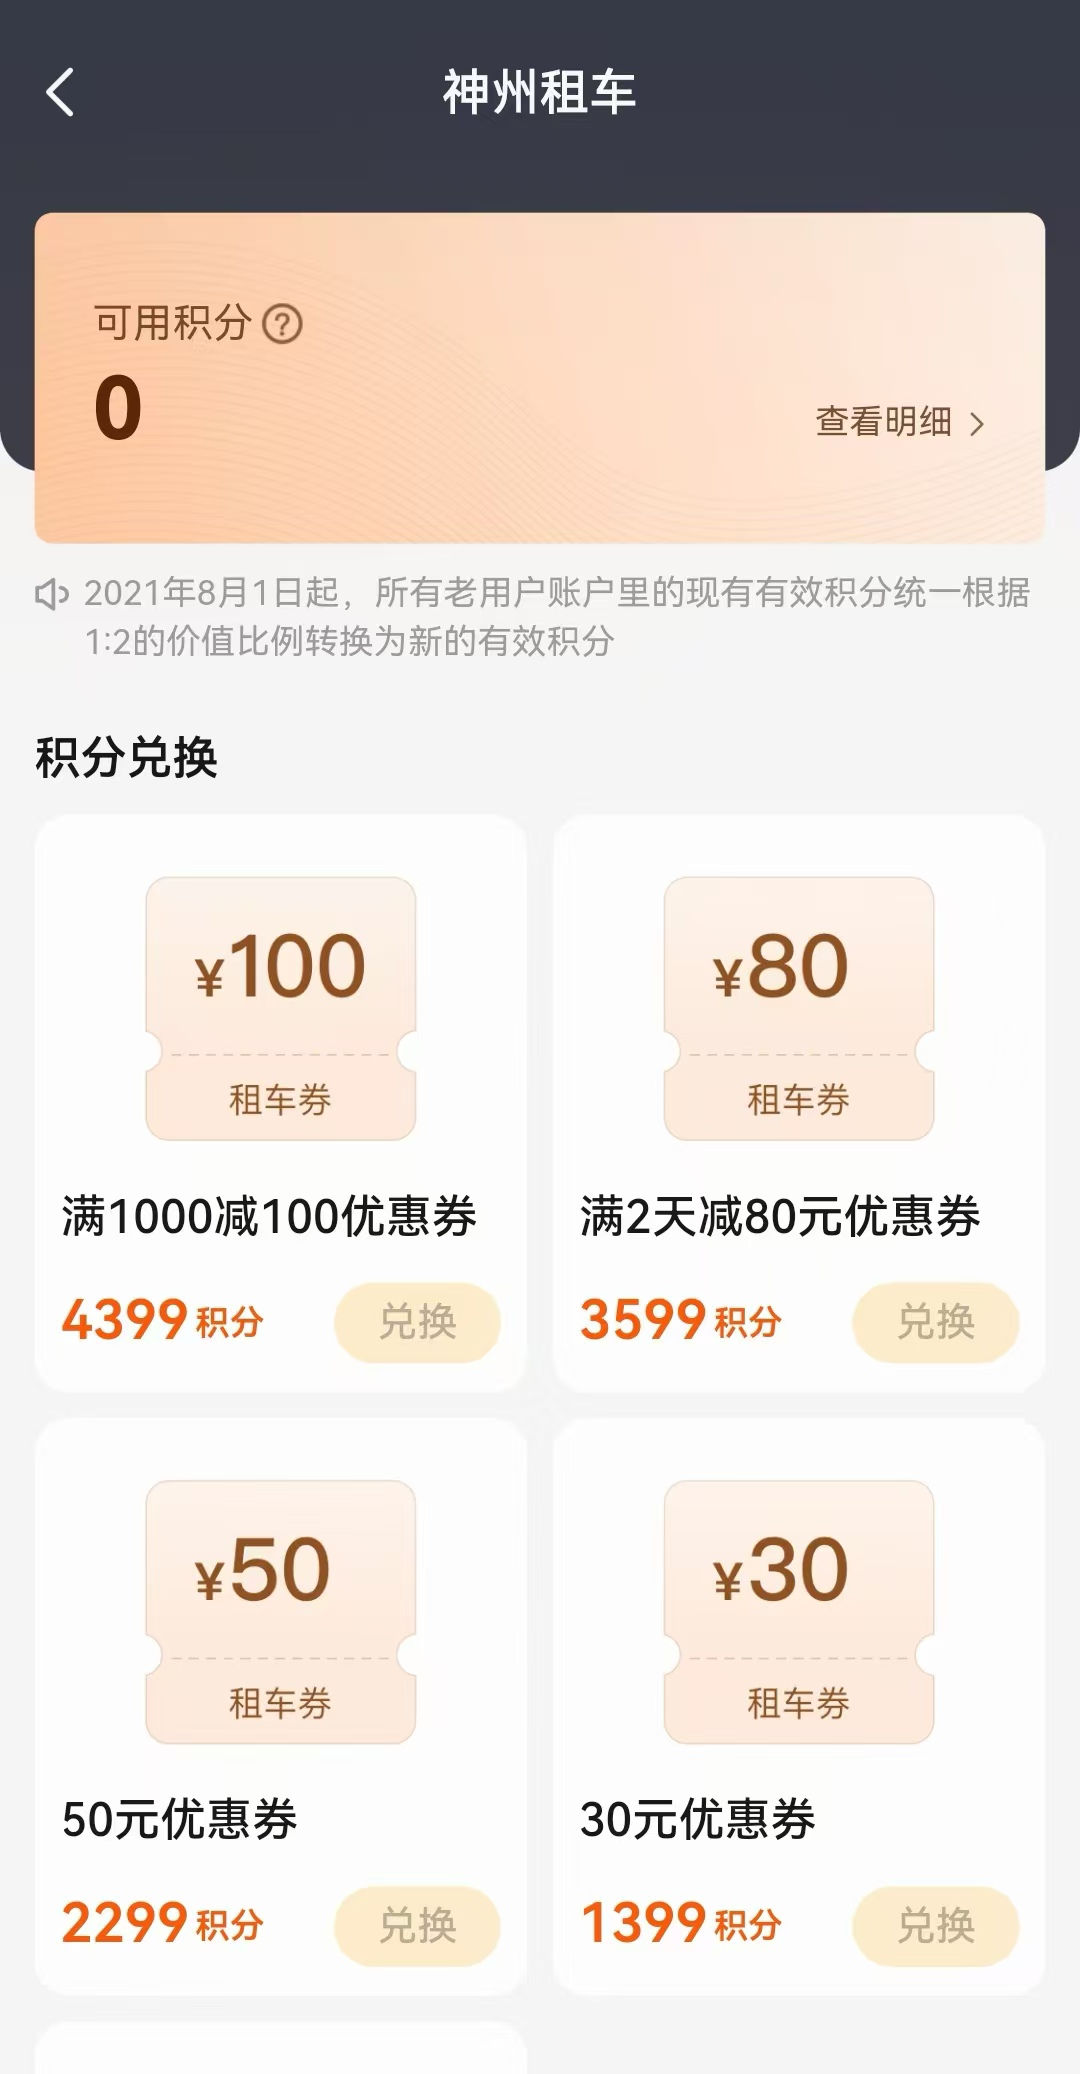 神州租车
可用积分 ?
0
查看明细
2021年8月1日起，所有老用户账户里的现有有效积分统一根据
1:2的价值比例转换为新的有效积分
积分兑换
¥100
租车券
满1000减100优惠券
4399积分
兑换
¥80
租车券
满2天减80元优惠券
3599积分
兑换
¥50
租车券
50元优惠券
2299积分
兑换
¥30
租车券
30元优惠券
1399积分
兑换